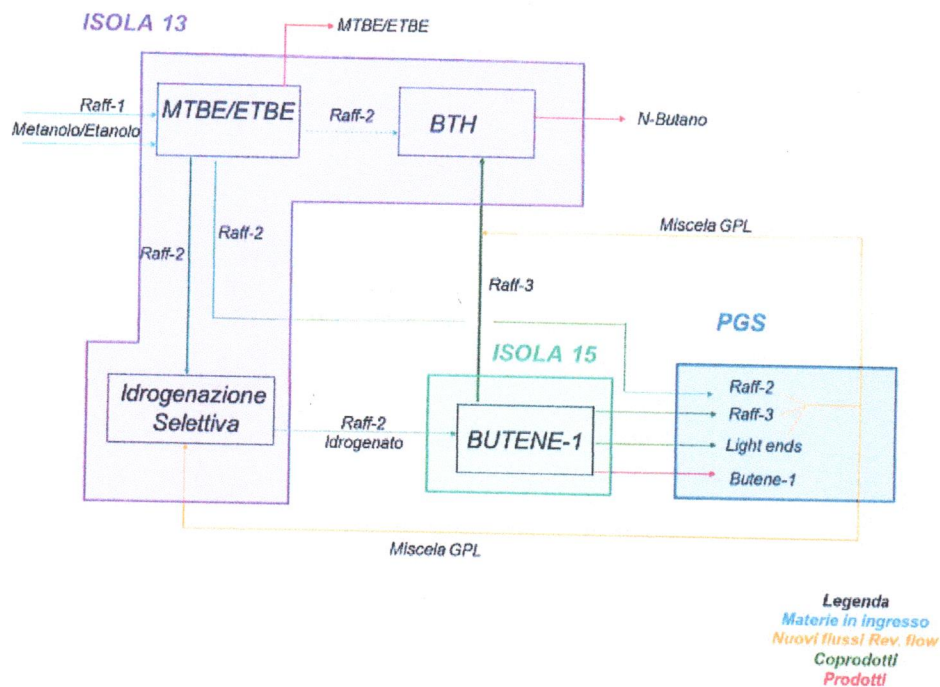 ISOLA 13
MTBE/ETBE
Raff-1
MTBE/ETBE
Raff-2
BTH
N-Butano
Metanolo/Etanolo
Raff-2
Raff-2
Miscela GPL
Raff-3
PGS
ISOLA 15
Idrogenazione
Selettiva
Raff-2
Idrogenato
BUTENE-1
Raff-2
Raff-3
Light ends
Butene-1
Miscela GPL
Legenda
Materie in ingresso
Nuovi flussi Rev. flow
Coprodotti
Prodotti